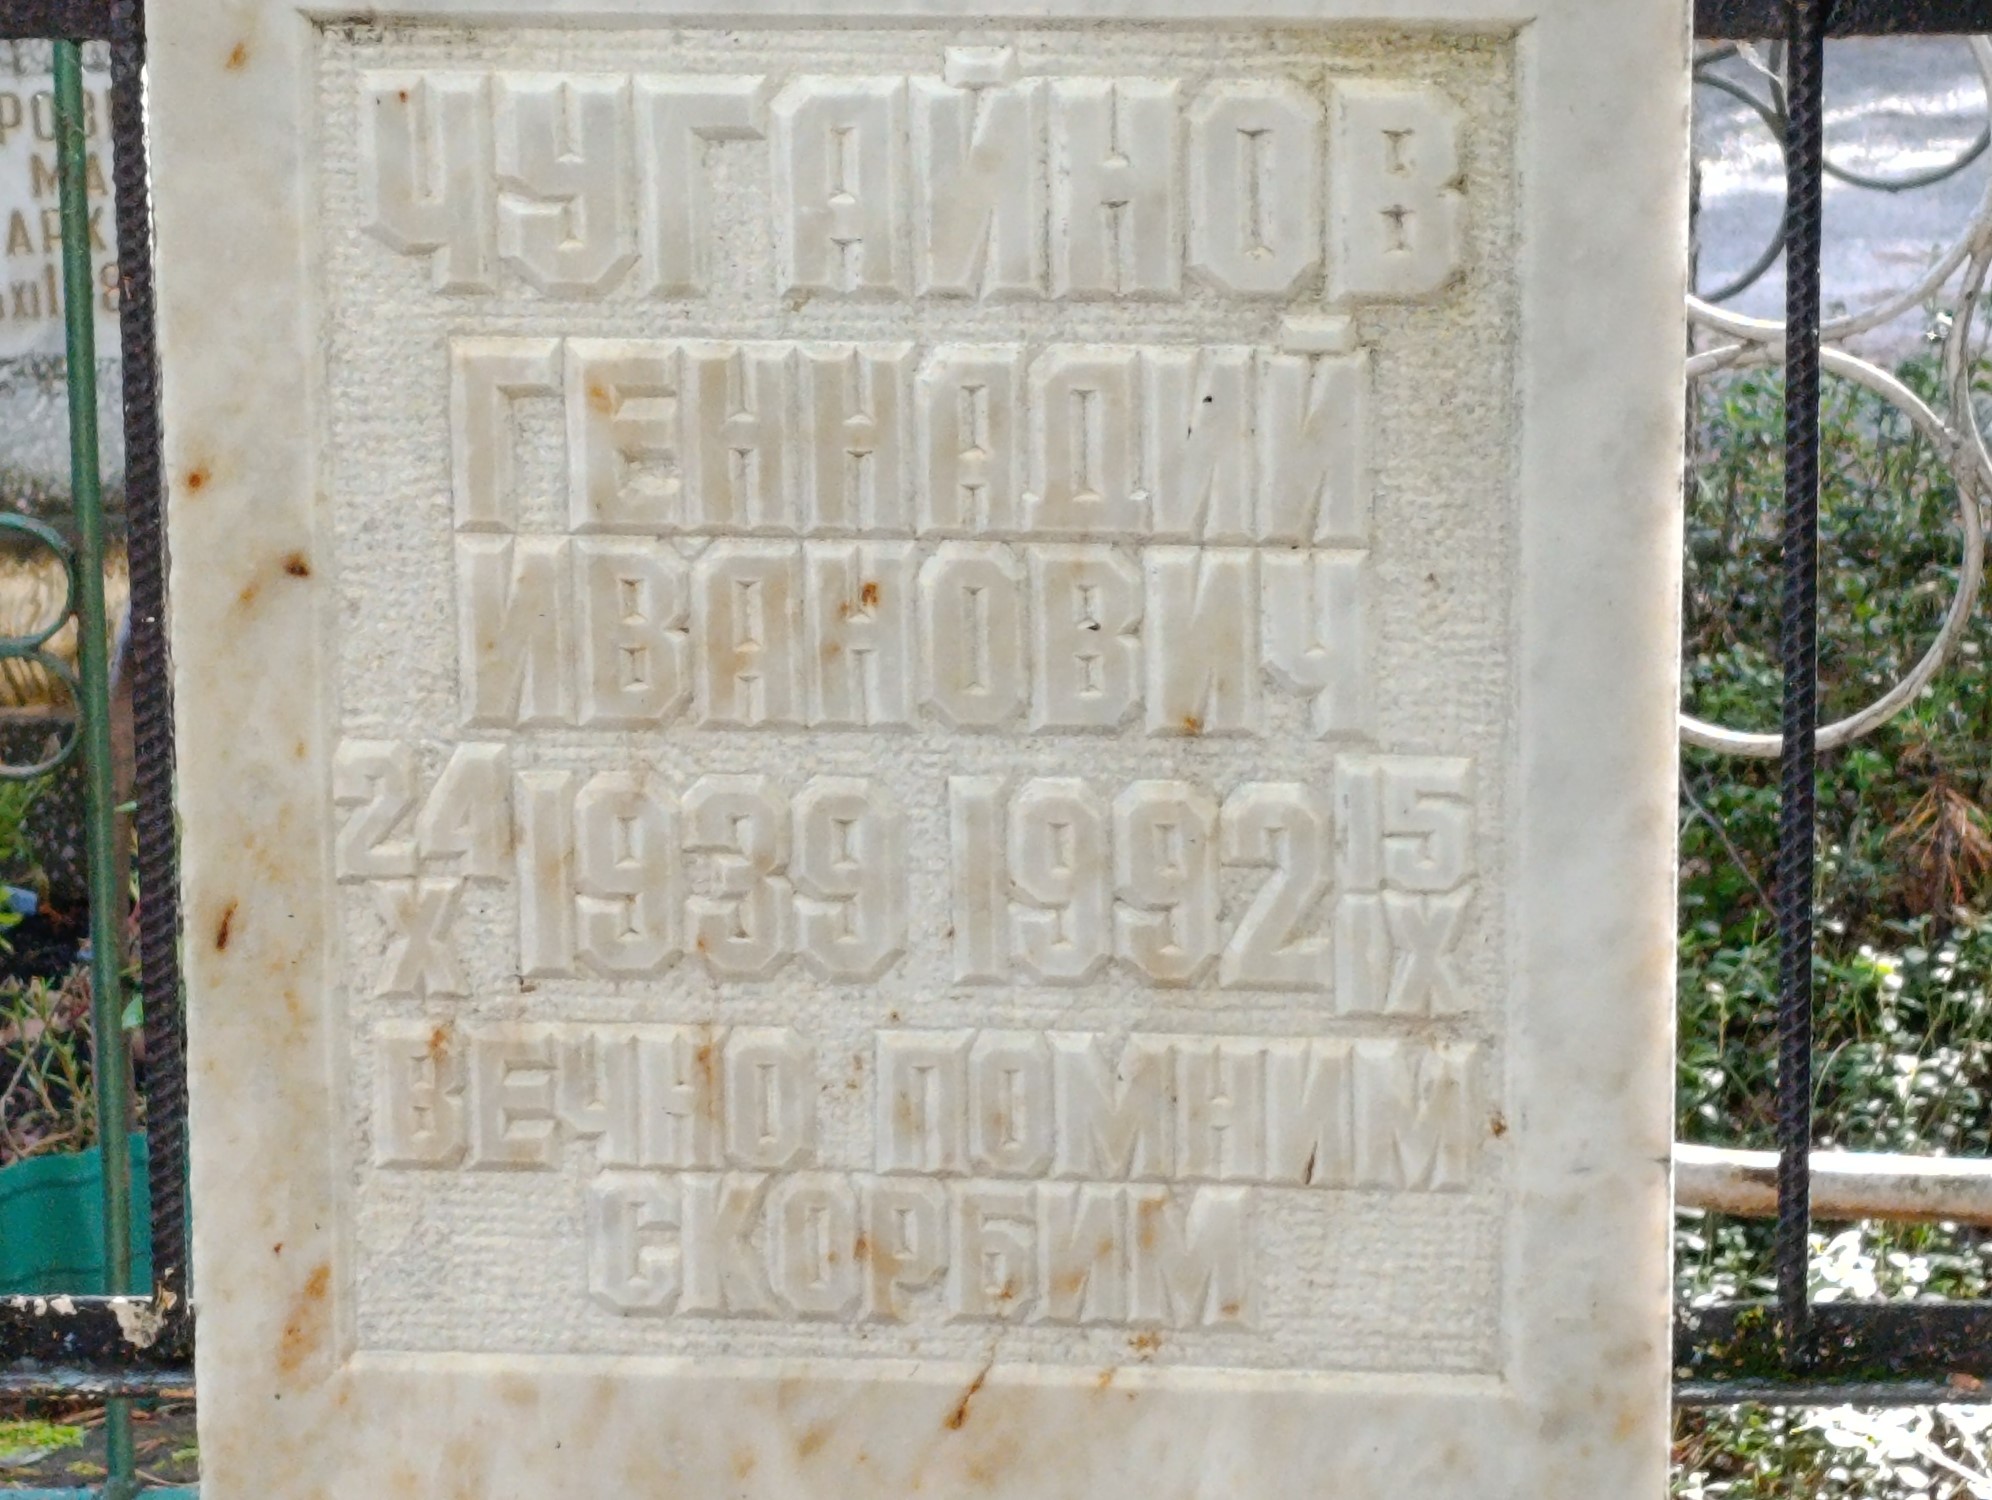 ЧУГАЙНОВ
ГЕННАДИЙ
ИВАНОВИЧ
24 X 1939 1992 15 IX
ВЕЧНО ПОМНИМ
СКОРБИМ